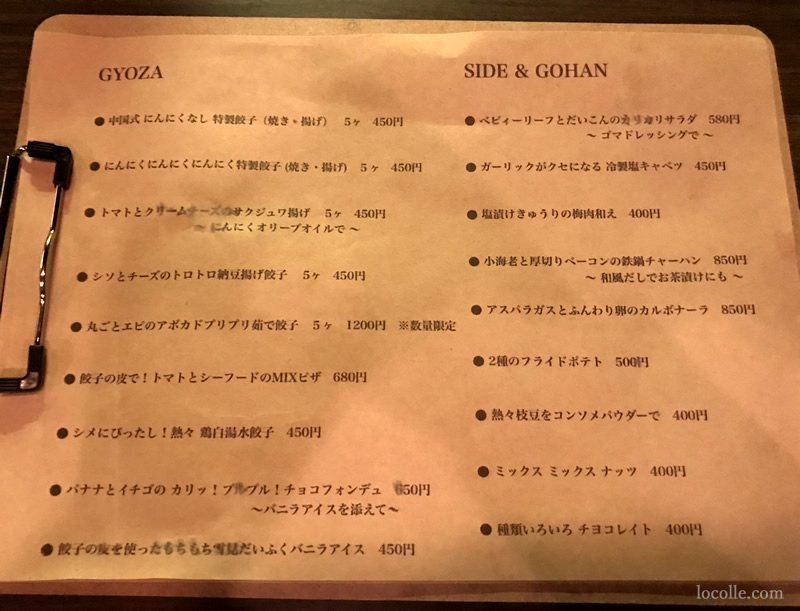 GYOZA
● 中国式 にんにくなし 特製餃子（焼き・揚げ） 5ヶ 450円
● にんにくにんにくにんにく特製餃子(焼き・揚げ) 5ヶ 450円
● トマトとクリームチーズのサクジュワ揚げ 5ヶ 450円
～ にんにくオリーブオイルで ～
● シソとチーズのトロトロ納豆揚げ餃子 5ヶ 450円
● 丸ごとエビのアボカドプリプリ茹で餃子 5ヶ 1200円 ※数量限定
● 餃子の皮で！トマトとシーフードのMIXピザ 680円
● シメにぴったし！熱々 鶏白湯水餃子 450円
● バナナとイチゴの カリッ！プルプル！チョコフォンデュ 650円
～バニラアイスを添えて～
● 餃子の皮を使ったもちもち雪見だいふくバニラアイス 450円
SIDE & GOHAN
● ベビィーリーフとだいこんのカリカリサラダ 580円
～ ゴマドレッシングで ～
● ガーリックがクセになる 冷製塩キャベツ 450円
● 塩漬けきゅうりの梅肉和え 400円
● 小海老と厚切りベーコンの鉄鍋チャーハン 850円
～ 和風だしでお茶漬けにも ～
● アスパラガスとふんわり卵のカルボナーラ 850円
● 2種のフライドポテト 500円
● 熱々枝豆をコンソメパウダーで 400円
● ミックス ミックス ナッツ 400円
● 種類いろいろ チヨコレイト 400円
locolle.com